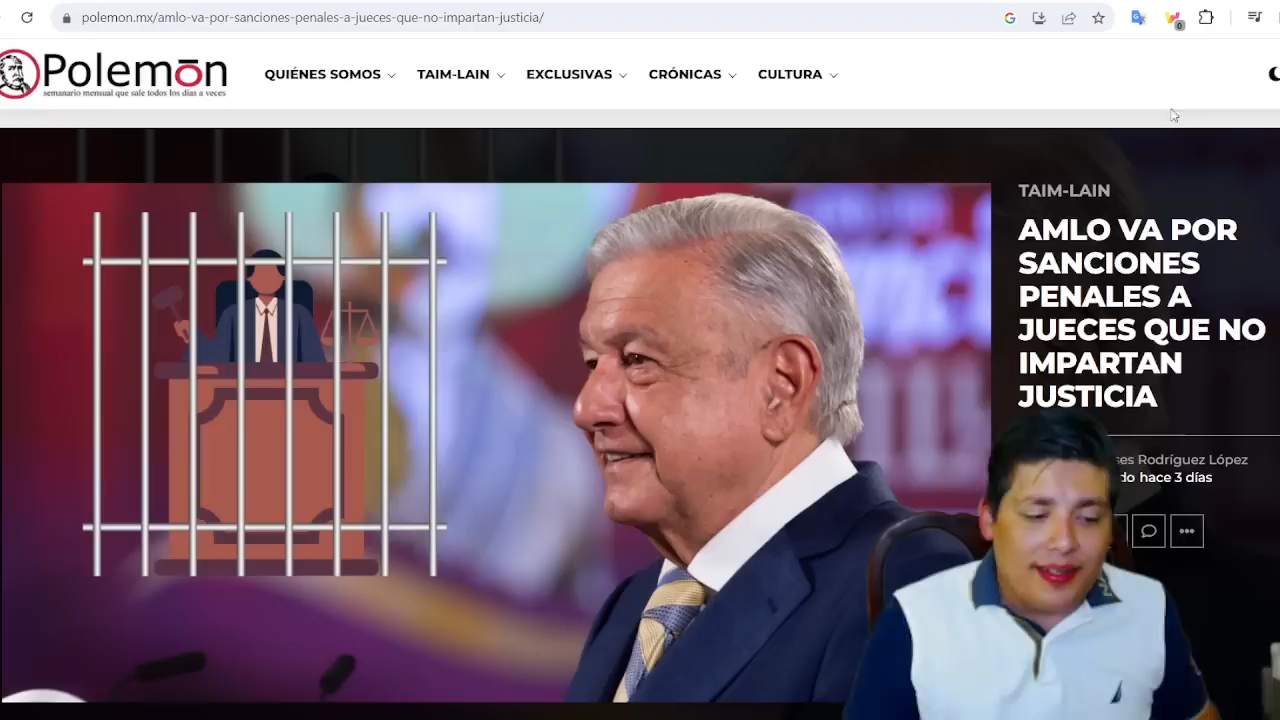 polemon.mx/amlo-va-por-sanciones-penales-a-jueces-que-no-impartan-justicia/
0
Polemōn
semanario mensual que sale todos los días a veces
QUIÉNES SOMOS
TAIM-LAIN
EXCLUSIVAS
CRÓNICAS
CULTURA
TAIM-LAIN
AMLO VA POR
SANCIONES
PENALES A
JUECES QUE NO
IMPARTAN
JUSTICIA
Rodríguez López
hace 3 días